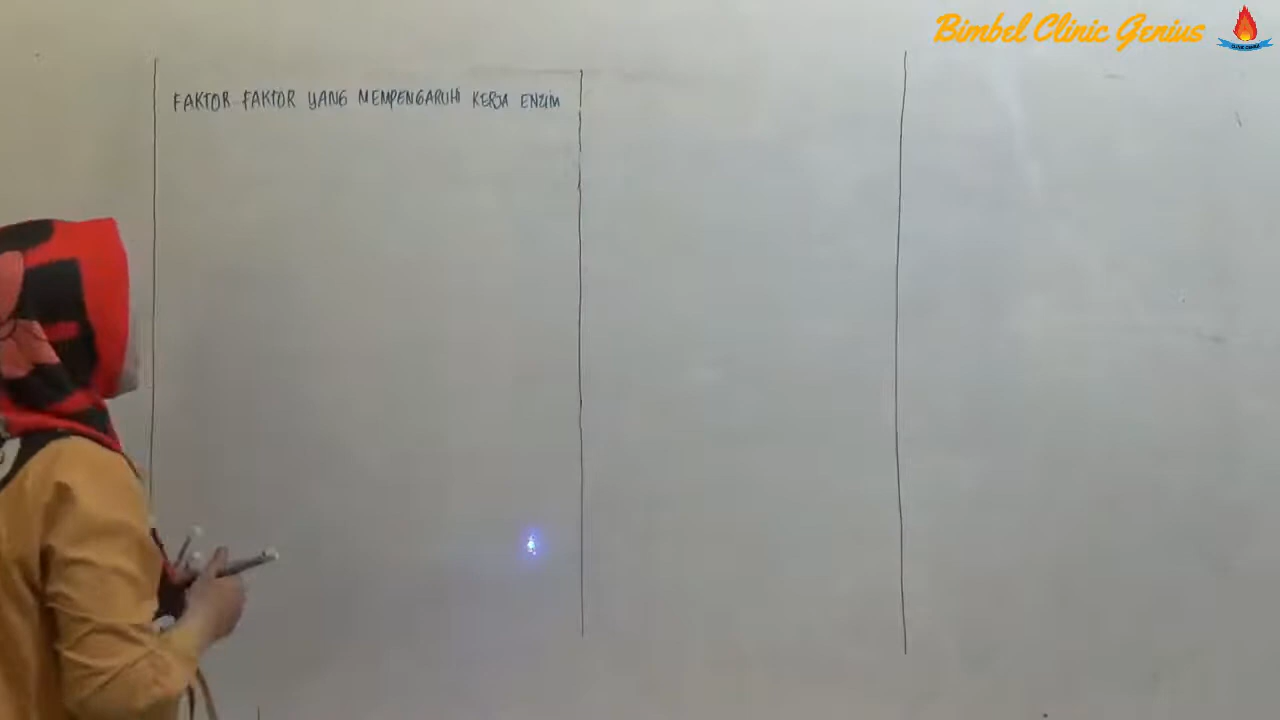 Bimbel Clinic Genius
FAKTOR-FAKTOR YANG MEMPENGARUHI KERJA ENZIM